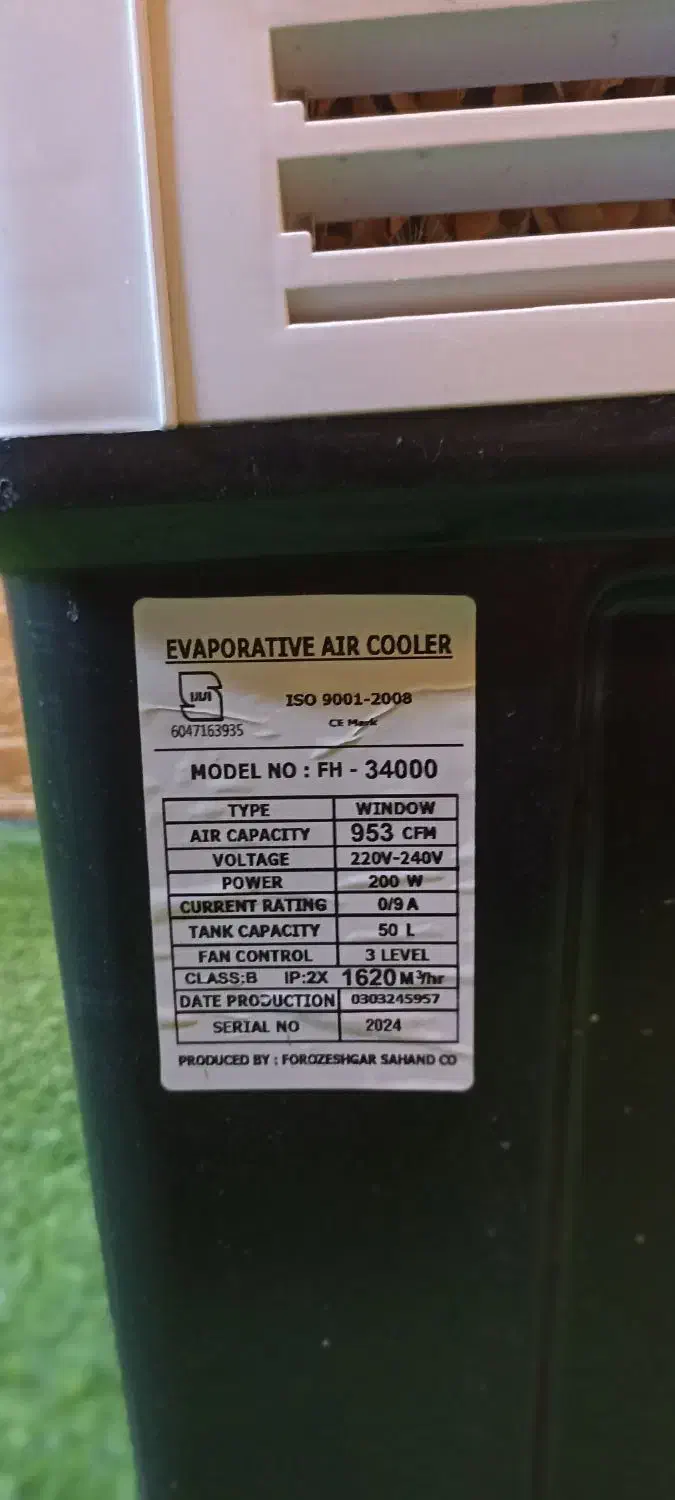 EVAPORATIVE AIR COOLER
ISO 9001-2008
CE Mark
6047163935
MODEL NO : FH - 34000
TYPE WINDOW
AIR CAPACITY 953 CFM
VOLTAGE 220V-240V
POWER 200 W
CURRENT RATING 0/9 A
TANK CAPACITY 50 L
FAN CONTROL 3 LEVEL
CLASS:B IP:2X 1620 M³/hr
DATE PRODUCTION 0303245957
SERIAL NO 2024
PRODUCED BY : FOROZESHGAR SAHAND CO